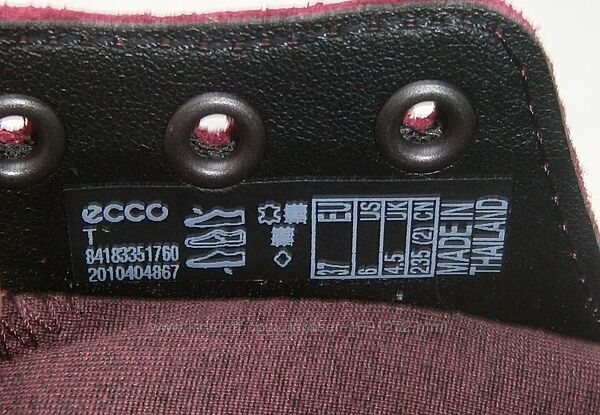 ecco
T
84183351760
2010404867
37 EU
6 US
4.5 UK
235 (2) CN
MADE IN
THAILAND